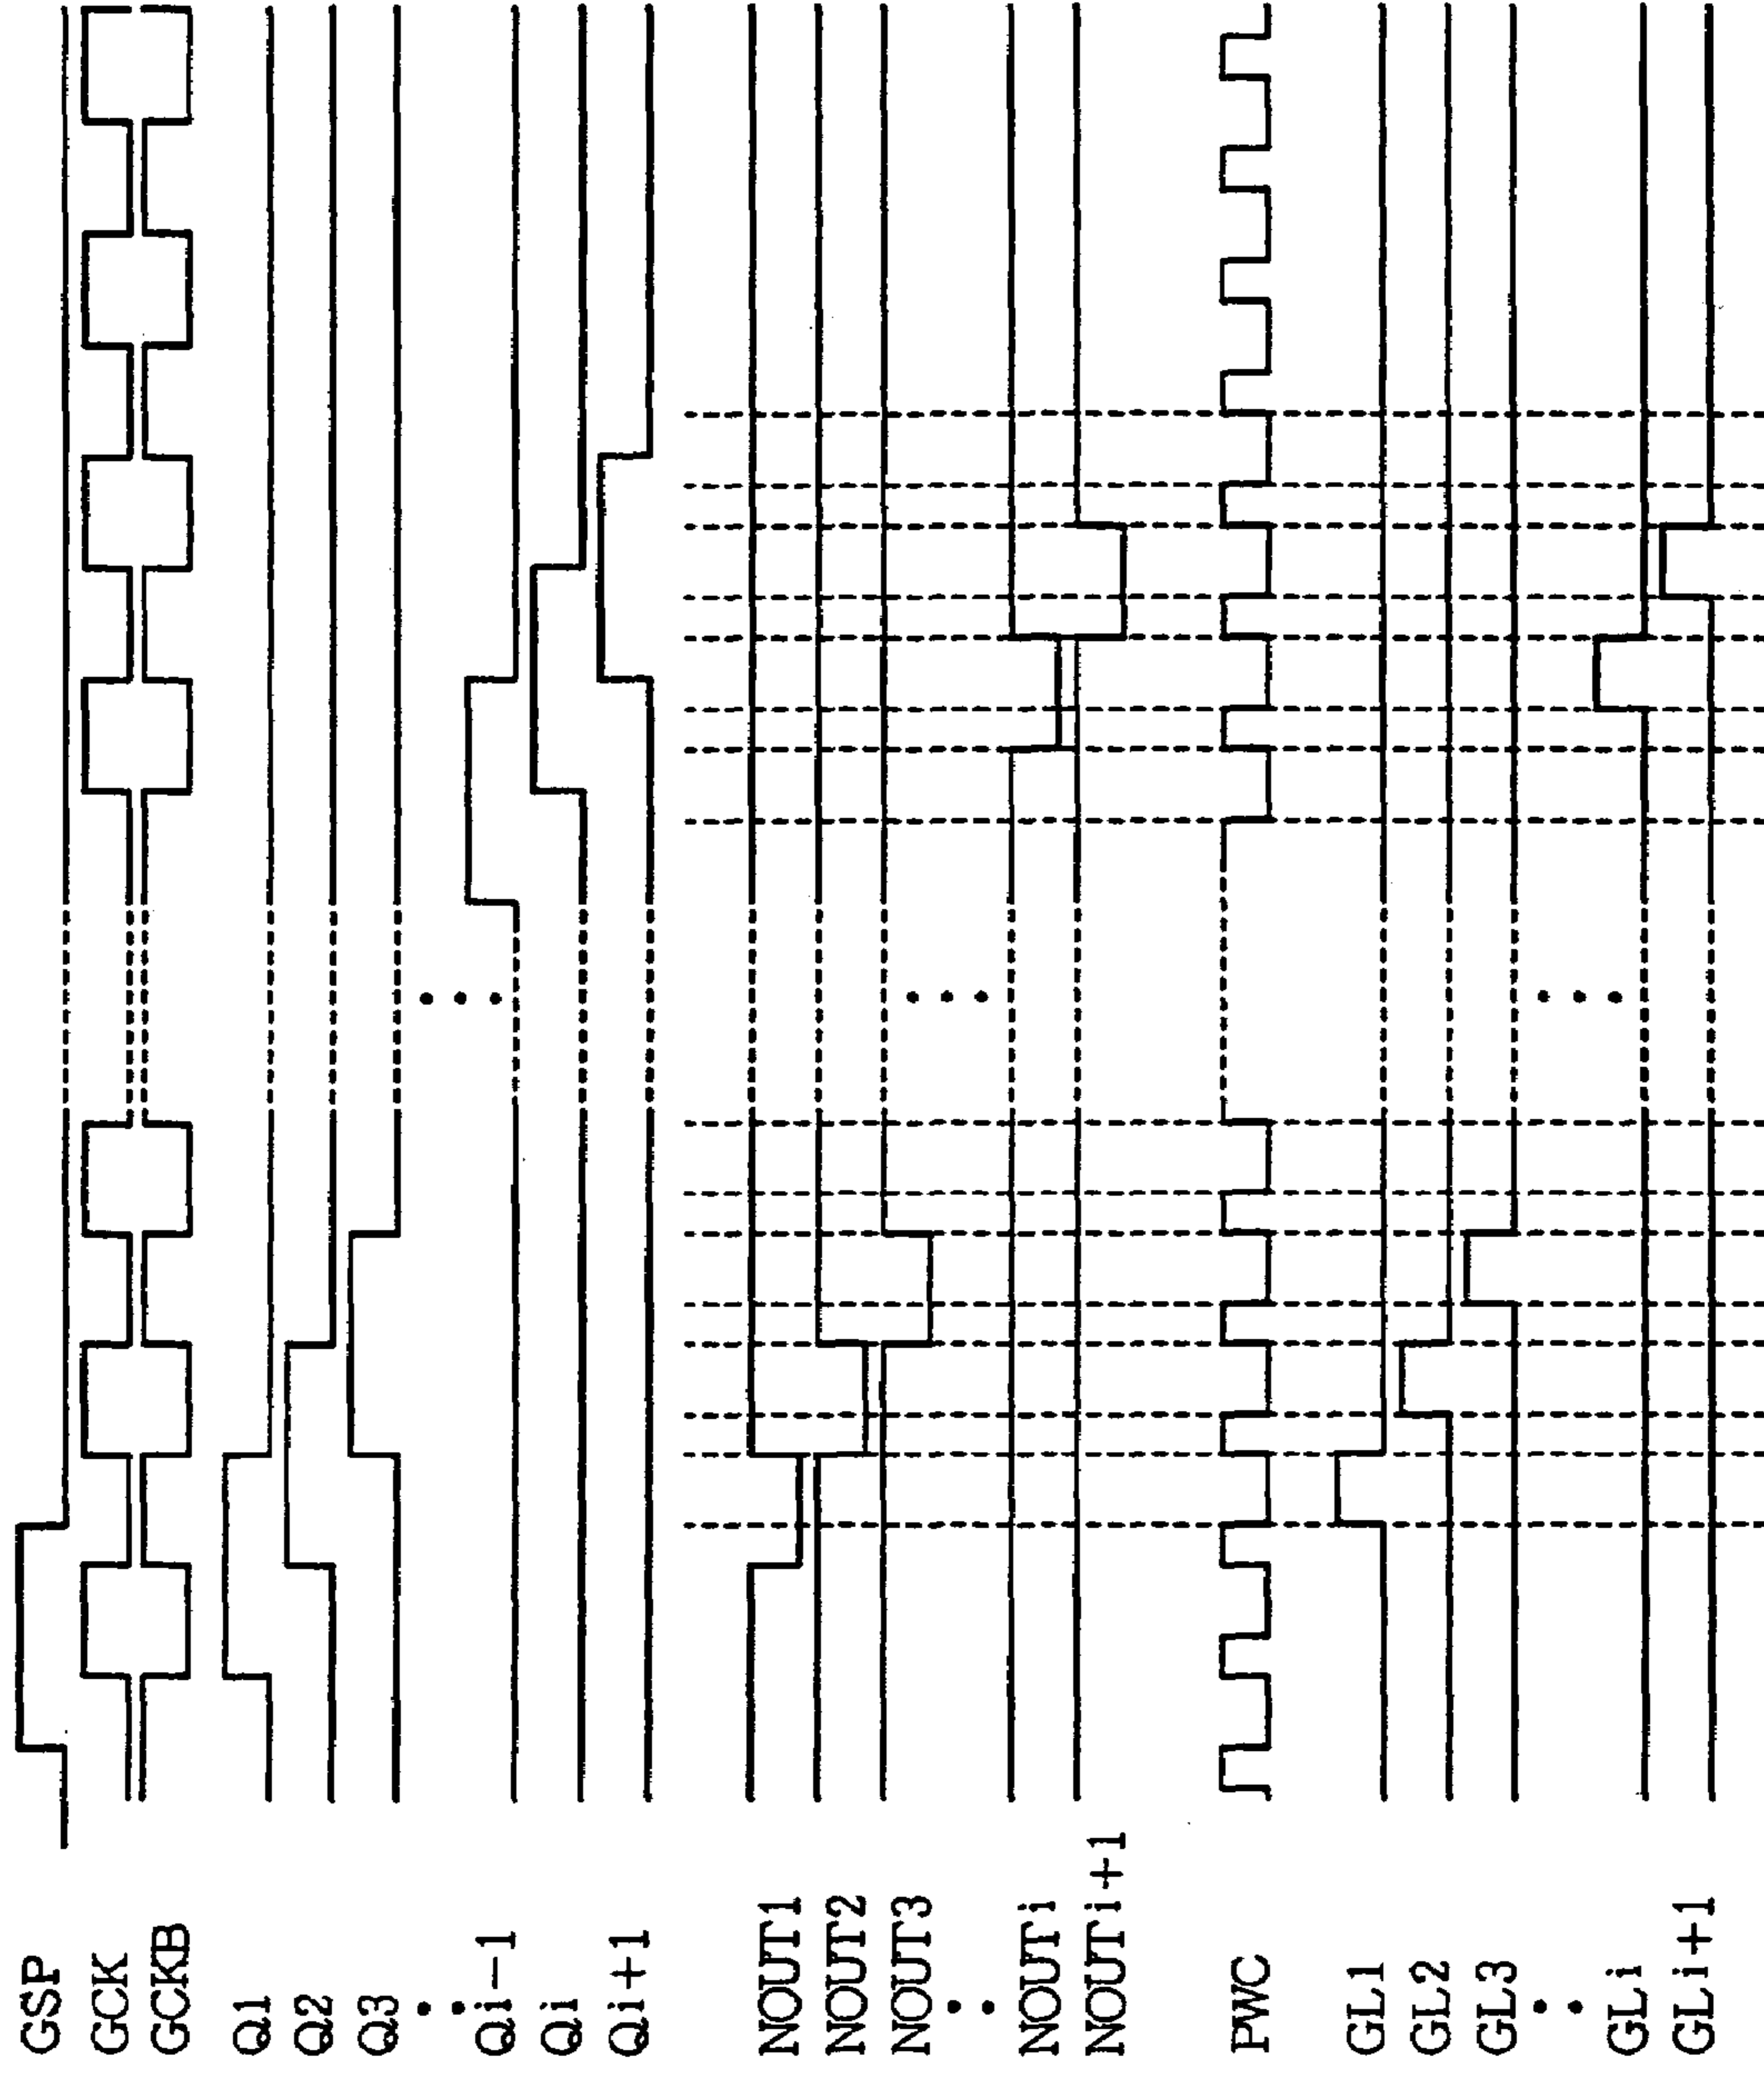 GSP
GCK
GCKB
Q1
Q2
Q3
Qi-1
Qi
Qi+1
NOUT1
NOUT2
NOUT3
NOUTi
NOUTi+1
PWC
GL1
GL2
GL3
GLi
GLi+1